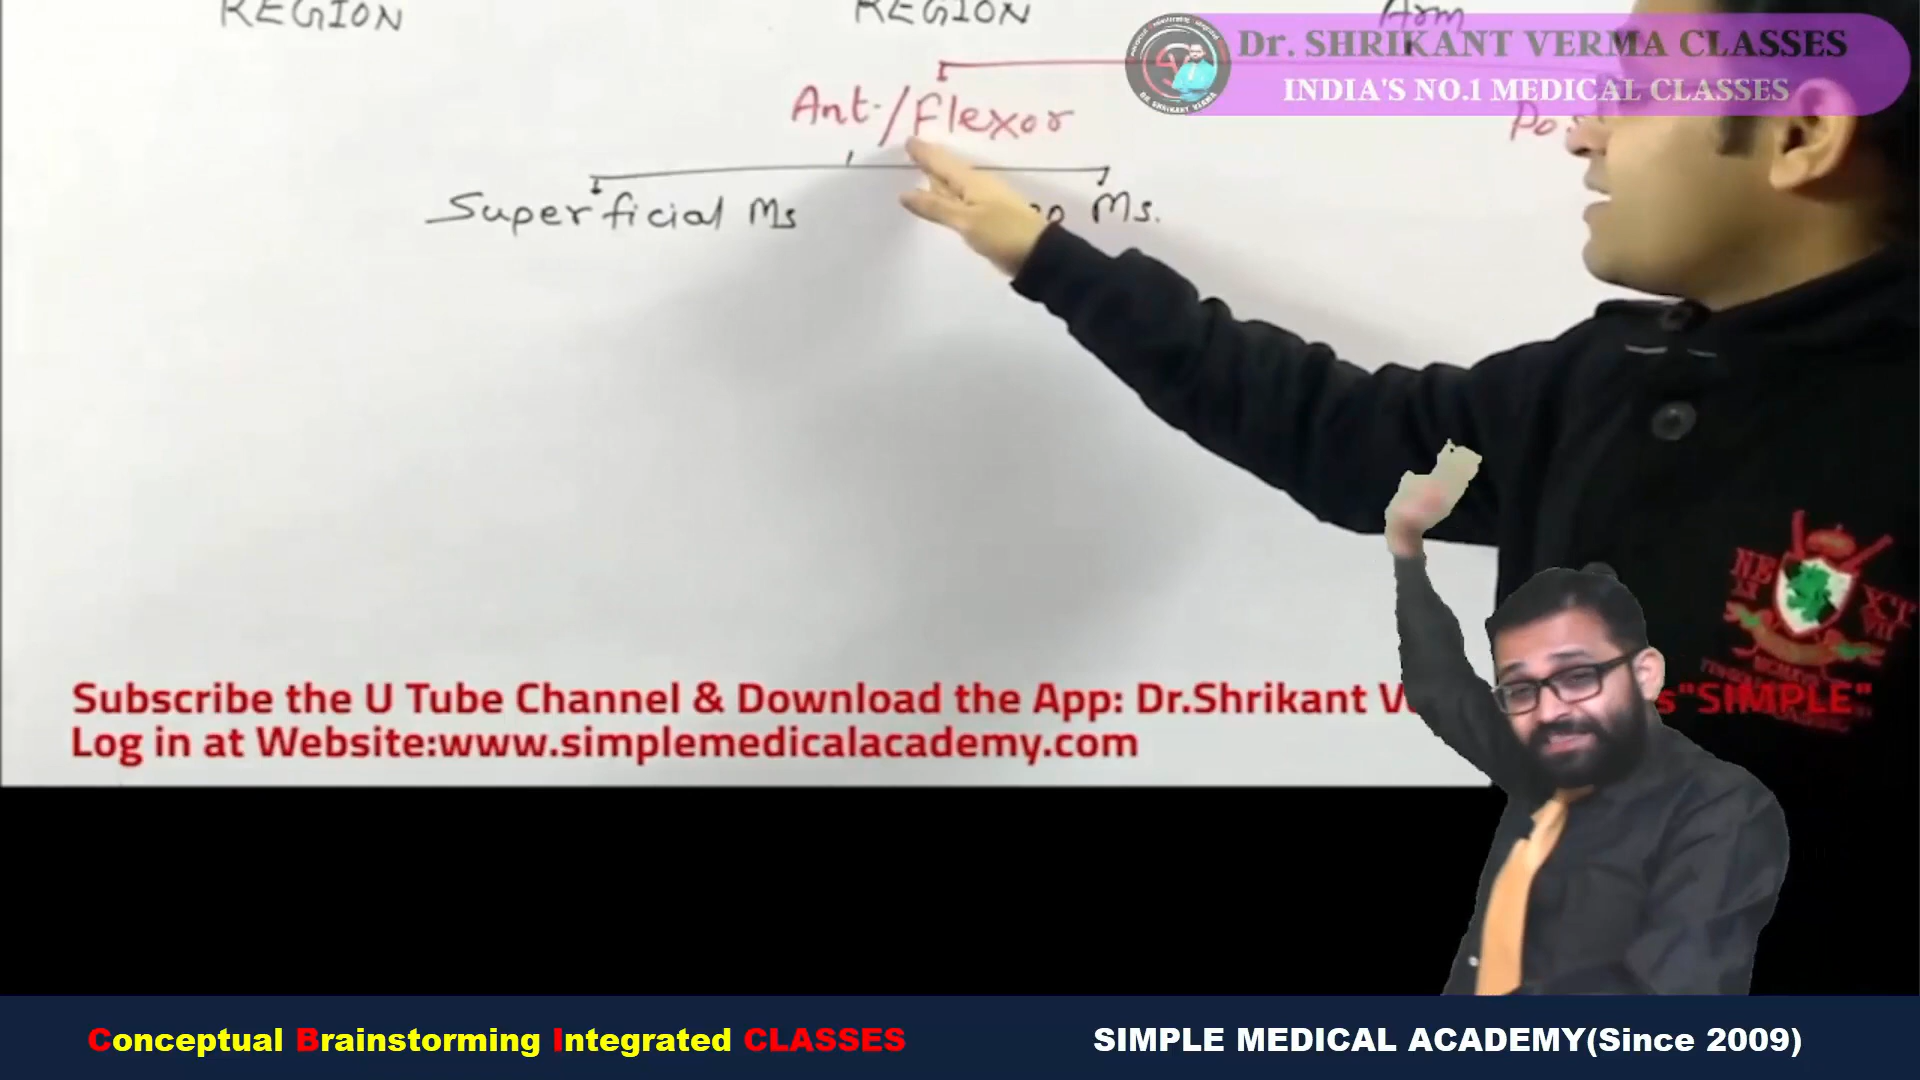 REGION
REGION
Arm
Dr. SHRIKANT VERMA CLASSES
INDIA'S NO.1 MEDICAL CLASSES
Ant./Flexor
Superficial Ms
Ms.
Subscribe the U Tube Channel & Download the App: Dr.Shrikant "SIMPLE"
Log in at Website:www.simplemedicalacademy.com
NE XT
Conceptual Brainstorming Integrated CLASSES
SIMPLE MEDICAL ACADEMY(Since 2009)